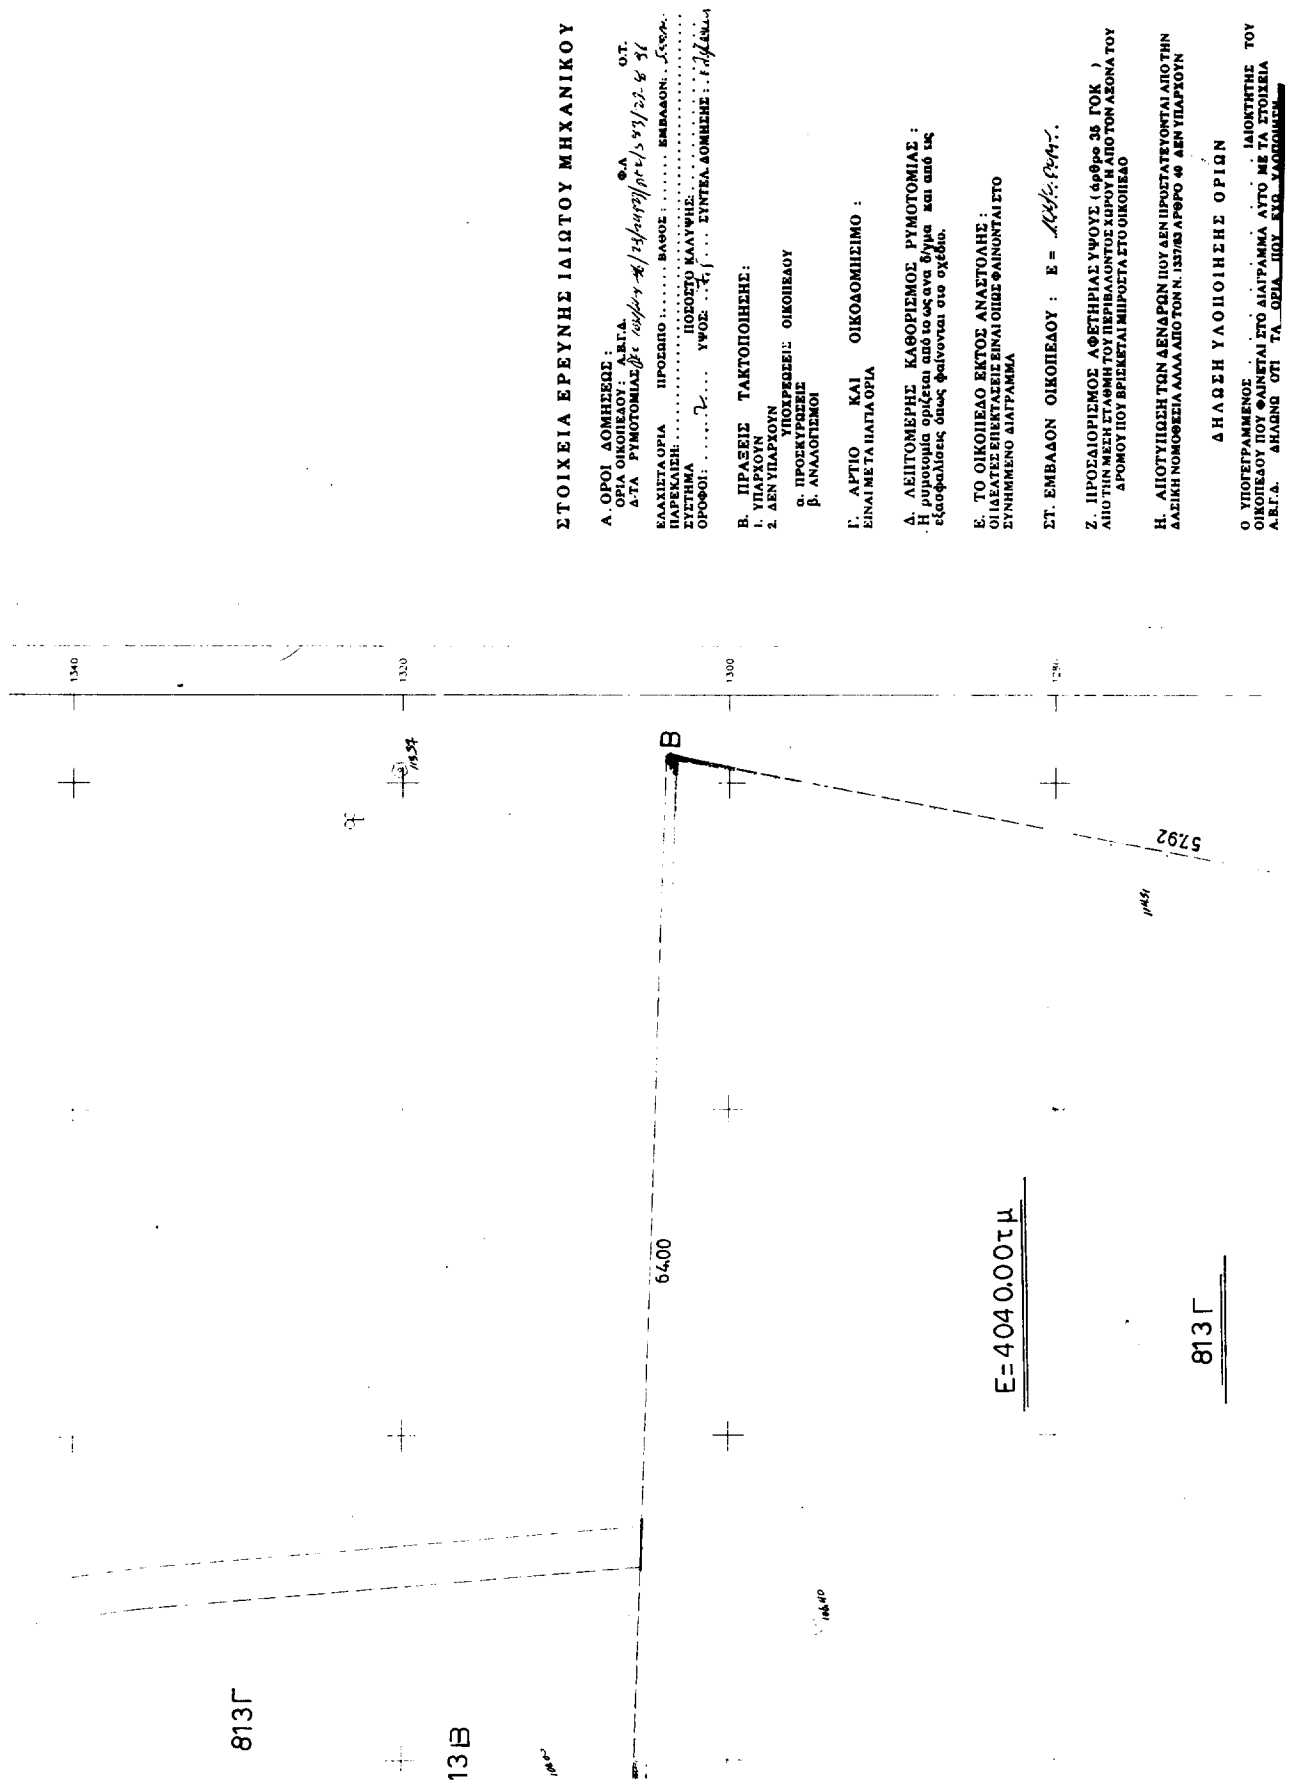 ΣΤΟΙΧΕΙΑ ΕΡΕΥΝΗΣ ΙΔΙΩΤΟΥ ΜΗΧΑΝΙΚΟΥ
Α. ΟΡΟΙ ΔΟΜΗΣΕΩΣ :
ΟΡΙΑ ΟΙΚΟΠΕΔΟΥ : Α.Β.Γ.Δ. Φ.Α Ο.Τ.
Δ-ΤΑ ΡΥΜΟΤΟΜΙΑΣ
ΕΛΑΧΙΣΤΑ ΟΡΙΑ ΠΡΟΣΩΠΟ : ΒΑΘΟΣ : ΕΜΒΑΔΟΝ :
ΠΑΡΕΚΛΙΣΗ:
ΣΥΣΤΗΜΑ ΠΟΣΟΣΤΟ ΚΑΛΥΨΗΣ:
ΟΡΟΦΟΙ: 2 ΥΨΟΣ: 7.5 ΣΥΝΤΕΛ. ΔΟΜΗΣΗΣ :
Β. ΠΡΑΞΕΙΣ ΤΑΚΤΟΠΟΙΗΣΗΣ:
1. ΥΠΑΡΧΟΥΝ
2. ΔΕΝ ΥΠΑΡΧΟΥΝ
ΥΠΟΧΡΕΩΣΕΙΣ ΟΙΚΟΠΕΔΟΥ
α. ΠΡΟΣΚΥΡΩΣΕΙΣ
β. ΑΝΑΛΟΓΙΣΜΟΙ
Γ. ΑΡΤΙΟ ΚΑΙ ΟΙΚΟΔΟΜΗΣΙΜΟ :
ΕΙΝΑΙ ΜΕ ΤΑ ΠΑΓΙΑ ΟΡΙΑ
Δ. ΛΕΠΤΟΜΕΡΗΣ ΚΑΘΟΡΙΣΜΟΣ ΡΥΜΟΤΟΜΙΑΣ :
Η ρυμοτομία ορίζεται από το ως ανα δ/γμα και από τις
εξασφαλίσεις όπως φαίνονται στο σχέδιο.
Ε. ΤΟ ΟΙΚΟΠΕΔΟ ΕΚΤΟΣ ΑΝΑΣΤΟΛΗΣ :
ΟΙ ΙΔΕΑΤΕΣ ΕΠΕΚΤΑΣΕΙΣ ΕΙΝΑΙ ΟΠΩΣ ΦΑΙΝΟΝΤΑΙ ΣΤΟ
ΣΥΝΗΜΜΕΝΟ ΔΙΑΓΡΑΜΜΑ
ΣΤ. ΕΜΒΑΔΟΝ ΟΙΚΟΠΕΔΟΥ : Ε =
Ζ. ΠΡΟΣΔΙΟΡΙΣΜΟΣ ΑΦΕΤΗΡΙΑΣ ΥΨΟΥΣ (άρθρο 35 ΓΟΚ )
ΑΠΟ ΤΗΝ ΜΕΣΗ ΣΤΑΘΜΗ ΤΟΥ ΠΕΡΙΒΑΛΟΝΤΟΣ ΧΩΡΟΥ Η ΑΠΟ ΤΟΝ ΑΞΟΝΑ ΤΟΥ
ΔΡΟΜΟΥ ΠΟΥ ΒΡΙΣΚΕΤΑΙ ΜΠΡΟΣΤΑ ΣΤΟ ΟΙΚΟΠΕΔΟ
Η. ΑΠΟΤΥΠΩΣΗ ΤΩΝ ΔΕΝΔΡΩΝ ΠΟΥ ΔΕΝ ΠΡΟΣΤΑΤΕΥΟΝΤΑΙ ΑΠΟ ΤΗΝ
ΔΑΣΙΚΗ ΝΟΜΟΘΕΣΙΑ ΑΛΛΑ ΑΠΟ ΤΟΝ Ν. 1337/83 ΑΡΘΡΟ 40 ΔΕΝ ΥΠΑΡΧΟΥΝ
ΔΗΛΩΣΗ ΥΛΟΠΟΙΗΣΗΣ ΟΡΙΩΝ
Ο ΥΠΟΓΕΓΡΑΜΜΕΝΟΣ ΙΔΙΟΚΤΗΤΗΣ ΤΟΥ
ΟΙΚΟΠΕΔΟΥ ΠΟΥ ΦΑΙΝΕΤΑΙ ΣΤΟ ΔΙΑΓΡΑΜΜΑ ΑΥΤΟ ΜΕ ΤΑ ΣΤΟΙΧΕΙΑ
Α.Β.Γ.Δ. ΔΗΛΩΝΩ ΟΤΙ ΤΑ ΟΡΙΑ ΠΟΥ ΕΧΩ ΥΛΟΠΟΙΗΣΗ
1340
1320
1300
B
57.92
64.00
E=4040.00τμ
813Γ
813Γ
13B